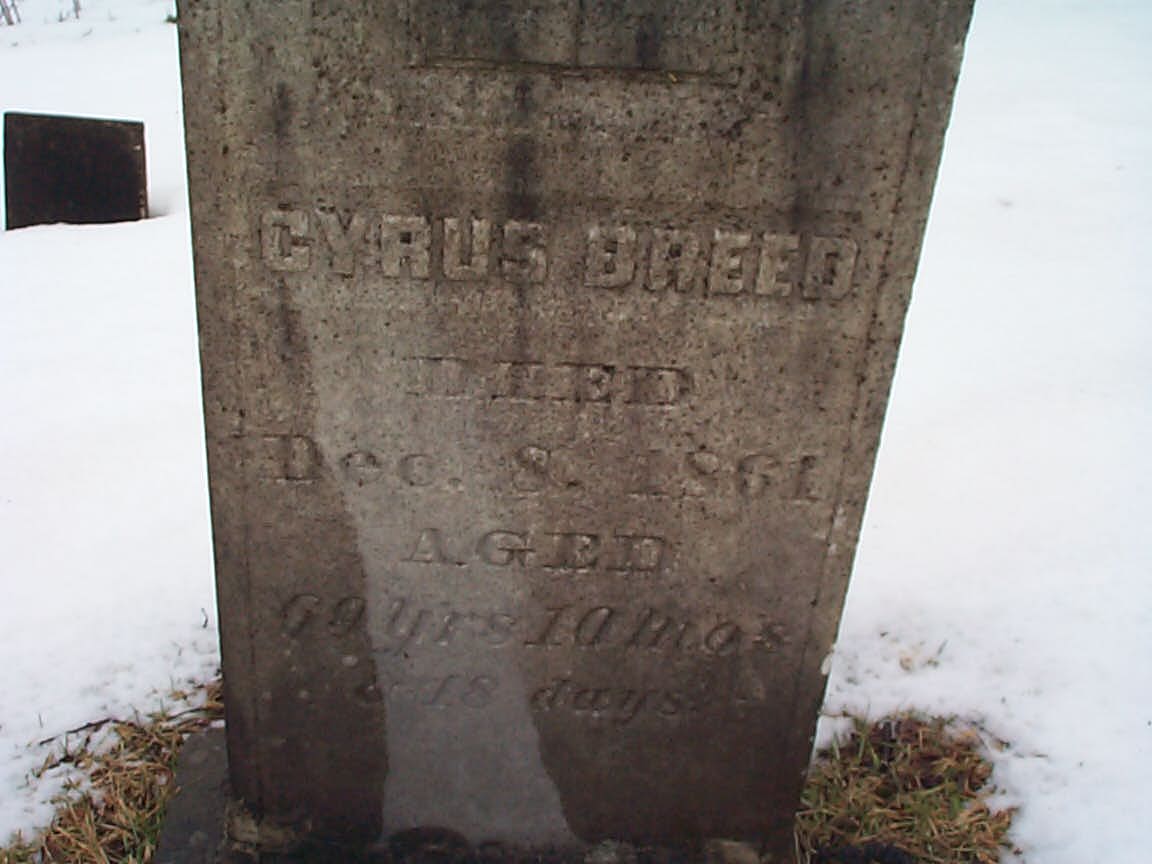 CYRUS BREED
DIED
Dec. 8. 1861
AGED
69 yrs 10 mos
& 18 days